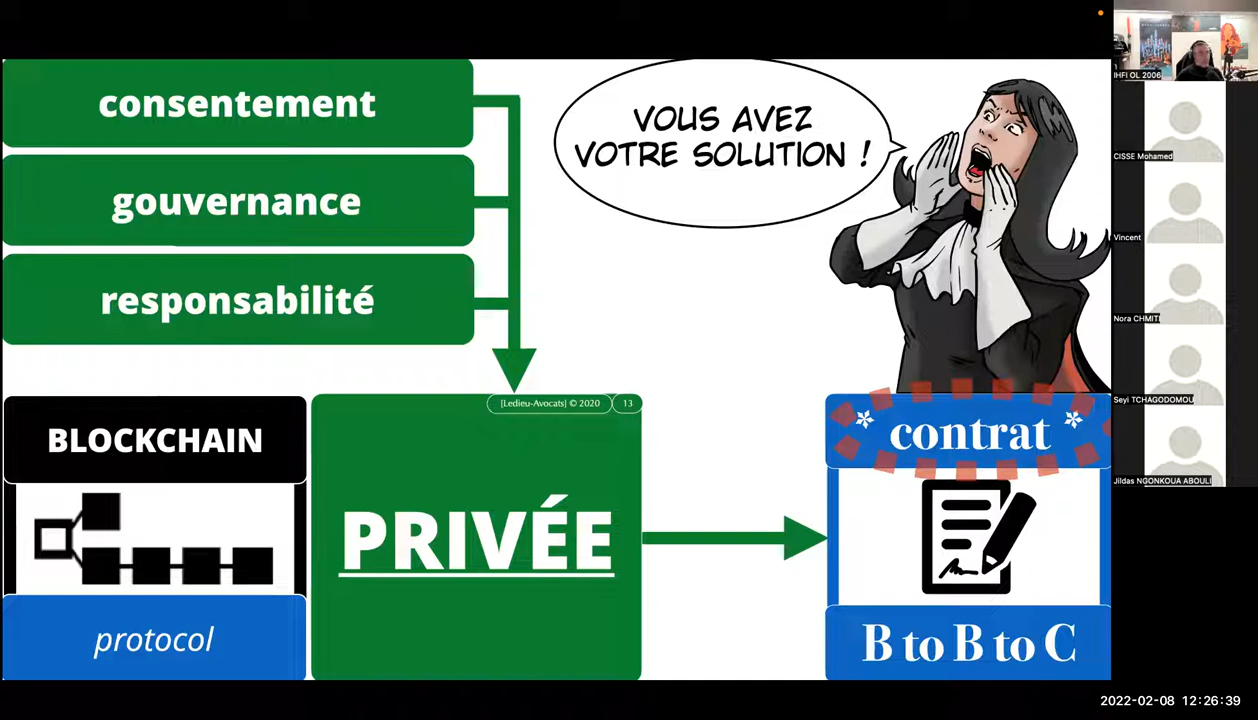 consentement
gouvernance
responsabilité
VOUS AVEZ
VOTRE SOLUTION !
[Ledieu-Avocats] © 2020
13
BLOCKCHAIN
protocol
PRIVÉE
contrat
B to B to C
IHFI OL 2006
CISSE Mohamed
Vincent
Nora CHMITI
Seyi TCHAGODOMOU
Jildas NGONKOUA ABOULI
2022-02-08 12:26:39